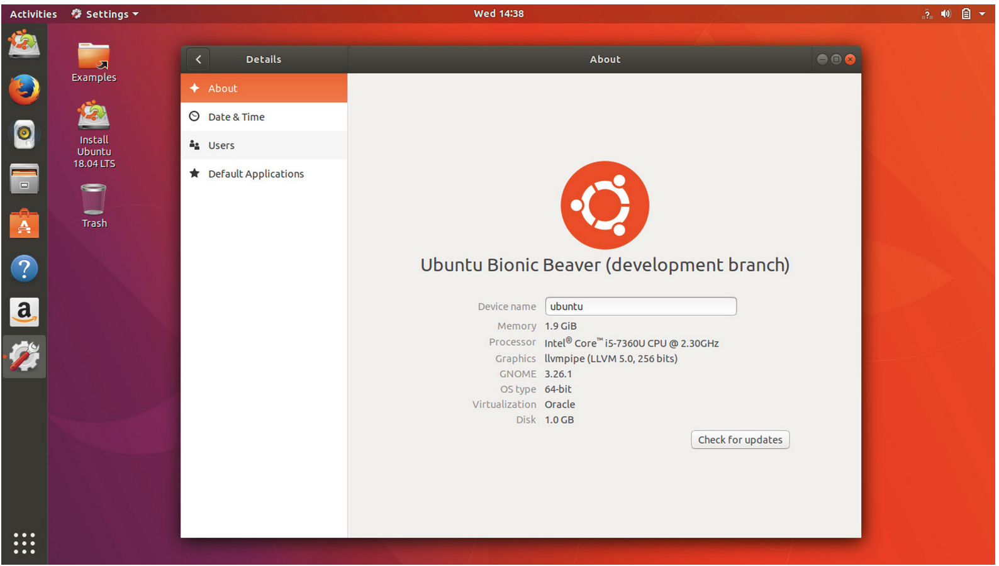 Activities
Settings
Wed 14:38
Examples
Install
Ubuntu
18.04 LTS
Trash
Details
About
About
Date & Time
Users
Default Applications
Ubuntu Bionic Beaver (development branch)
Device name ubuntu
Memory 1.9 GiB
Processor Intel® Core™ i5-7360U CPU @ 2.30GHz
Graphics llvmpipe (LLVM 5.0, 256 bits)
GNOME 3.26.1
OS type 64-bit
Virtualization Oracle
Disk 1.0 GB
Check for updates